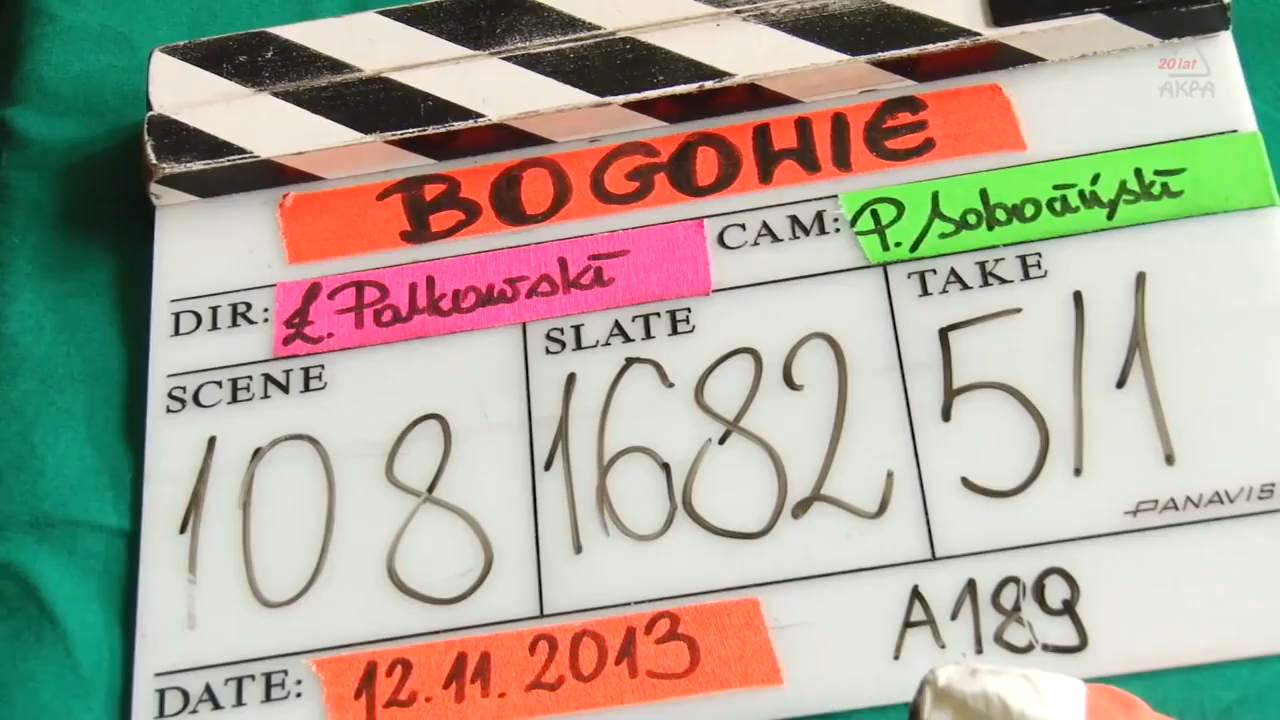 20 lat
AKPA
BOGOWIE
DIR: Ł. Palkowski
CAM: P. Sobociński
SCENE
108
SLATE
1682
TAKE
5/1
PANAVIS
A189
DATE: 12.11.2013